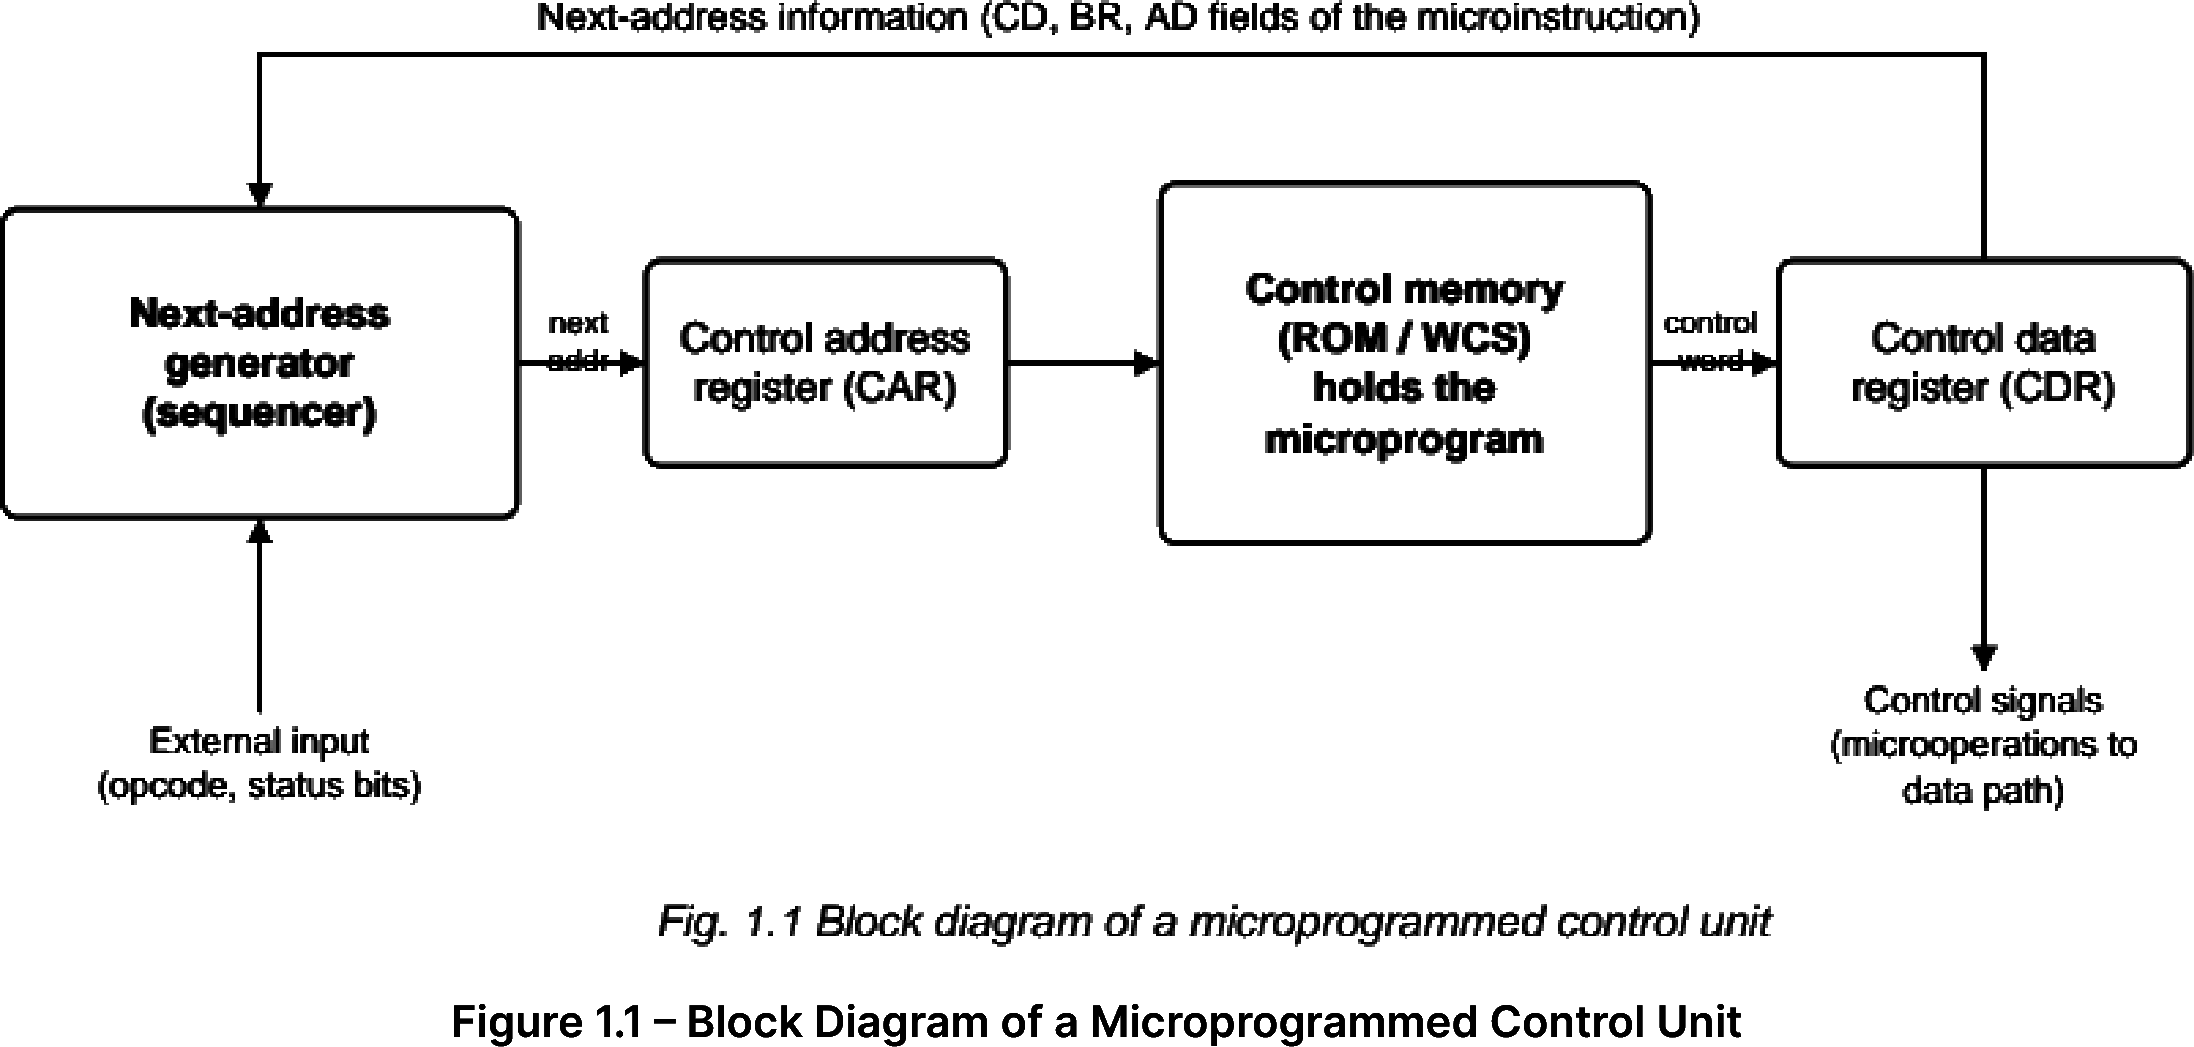 Next-address information (CD, BR, AD fields of the microinstruction)
Next-address
generator
(sequencer)
next
addr
Control address
register (CAR)
Control memory
(ROM / WCS)
holds the
microprogram
control
word
Control data
register (CDR)
External input
(opcode, status bits)
Control signals
(microoperations to
data path)
Fig. 1.1 Block diagram of a microprogrammed control unit
Figure 1.1 – Block Diagram of a Microprogrammed Control Unit